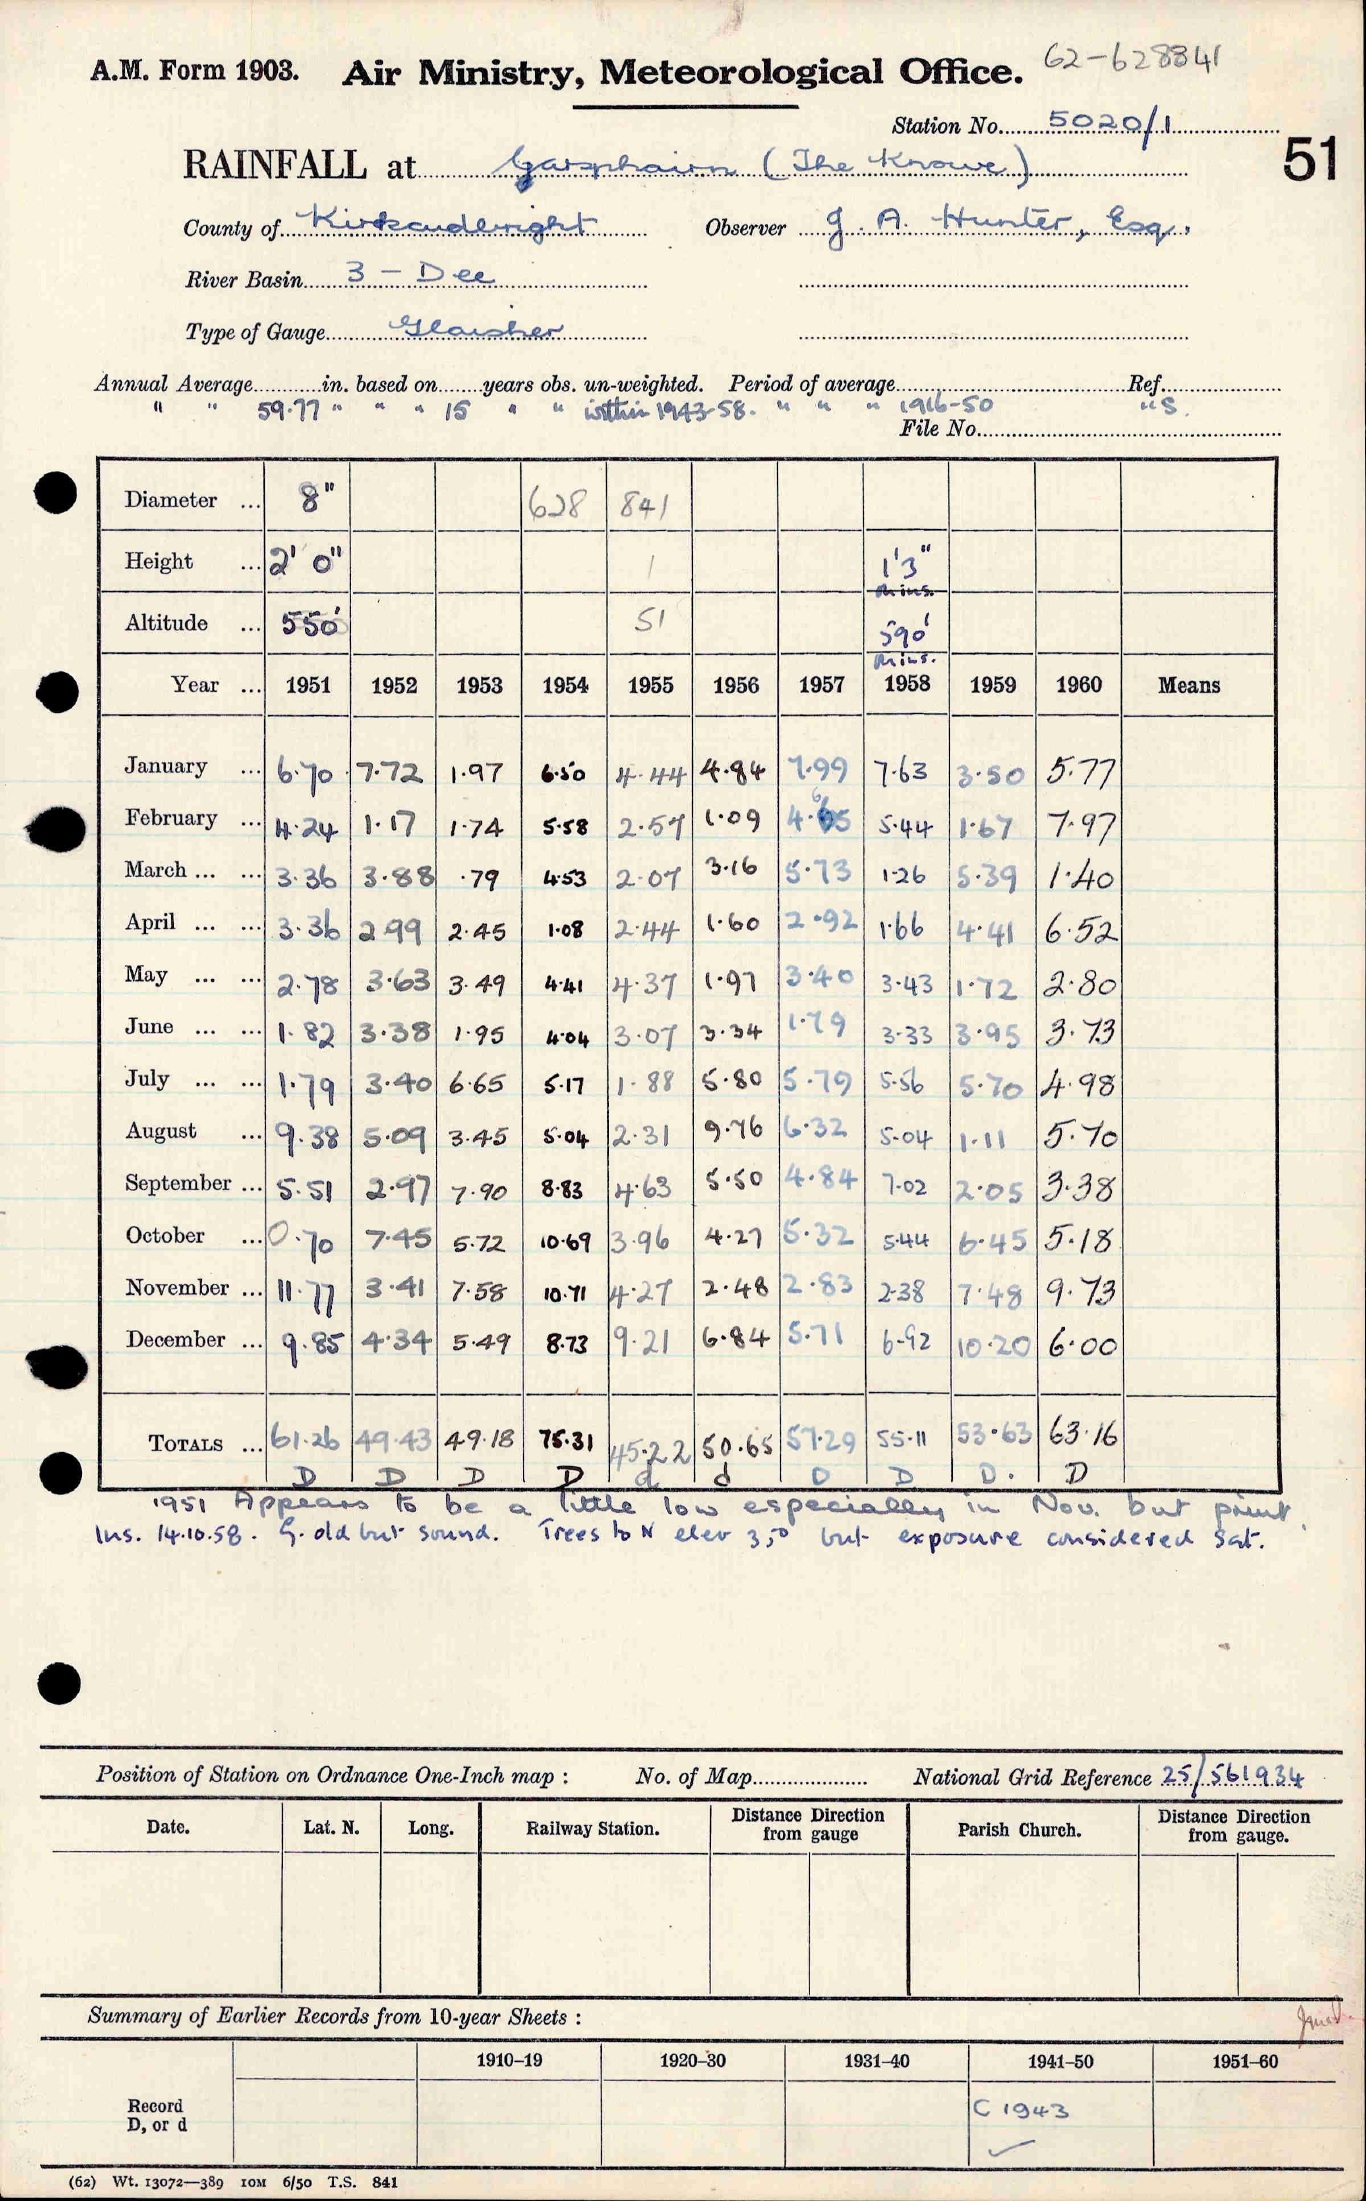 A.M. Form 1903. Air Ministry, Meteorological Office. 62-628841
Station No. 5020/1
RAINFALL at Garsphairn (The Knowe) 51
County of Kirkcudbright Observer J. A. Hunter, Esq.
River Basin 3 - Dee
Type of Gauge Glaisher
Annual Average in. based on years obs. un-weighted. Period of average Ref.
" " 59.77 " " " 15 " " within 1943-58. " " " 1916-50 " S.
File No.
Diameter ... 8" 628 841
Height ... 2' 0" 1 1'3" Mins.
Altitude ... 550' 51 590' Mins.
Year ... 1951 1952 1953 1954 1955 1956 1957 1958 1959 1960 Means
January ... 6.70 7.72 1.97 6.50 4.44 4.84 7.99 7.63 3.50 5.77
February ... 4.24 1.17 1.74 5.58 2.57 1.09 4.65 5.44 1.67 7.97
March ... ... 3.36 3.88 .79 4.53 2.07 3.16 5.73 1.26 5.39 1.40
April ... ... 3.36 2.99 2.45 1.08 2.44 1.60 2.92 1.66 4.41 6.52
May ... ... 2.78 3.63 3.49 4.41 4.37 1.97 3.40 3.43 1.72 2.80
June ... ... 1.82 3.38 1.95 4.04 3.07 3.34 1.79 3.33 3.95 3.73
July ... ... 1.79 3.40 6.65 5.17 1.88 5.80 5.79 5.56 5.70 4.98
August ... 9.38 5.09 3.45 5.04 2.31 9.76 6.32 5.04 1.11 5.70
September ... 5.51 2.97 7.90 8.83 4.63 5.50 4.84 7.02 2.05 3.38
October ... 0.70 7.45 5.72 10.69 3.96 4.27 5.32 5.44 6.45 5.18
November ... 11.77 3.41 7.58 10.71 4.27 2.48 2.83 2.38 7.48 9.73
December ... 9.85 4.34 5.49 8.73 9.21 6.84 5.71 6.92 10.20 6.00
TOTALS ... 61.26 49.43 49.18 75.31 45.22 50.65 57.29 55.11 53.63 63.16
D D D D d d D D D. D
1951 Appears to be a little low especially in Nov. but print.
Ins. 14.10.58. G. old but sound. Trees to N elev 35° but exposure considered Sat.
Position of Station on Ordnance One-Inch map : No. of Map National Grid Reference 25/561934
Date. Lat. N. Long. Railway Station. Distance Direction from gauge Parish Church. Distance Direction from gauge.
Summary of Earlier Records from 10-year Sheets :
1910–19 1920–30 1931–40 1941–50 1951–60
Record D, or d C 1943
(62) Wt. 13072—389 10M 6/50 T.S. 841